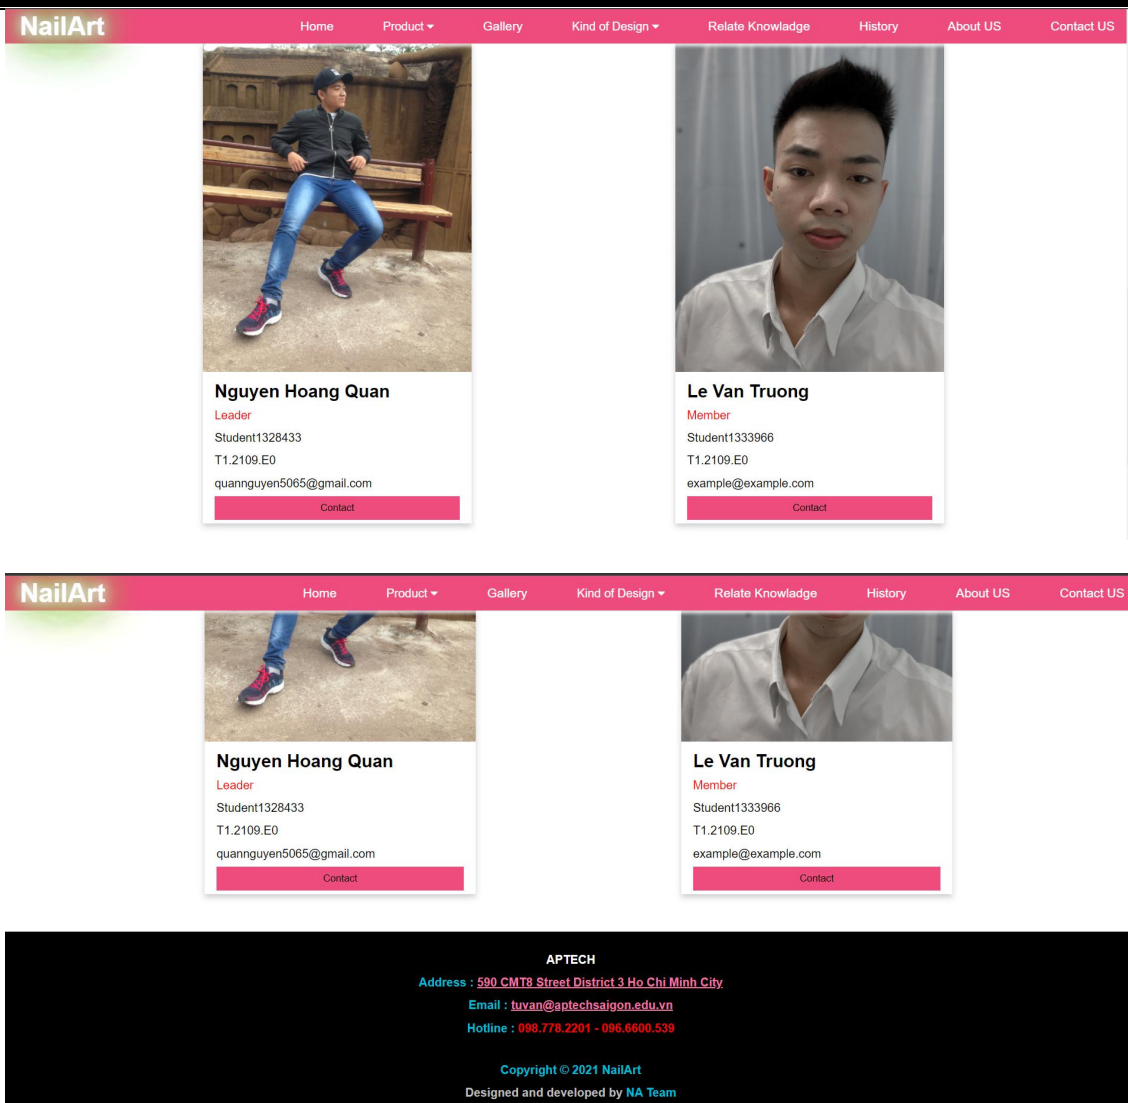 NailArt Home Product Gallery Kind of Design Relate Knowladge History About US Contact US
Nguyen Hoang Quan
Leader
Student1328433
T1.2109.E0
quannguyen5065@gmail.com
Contact
Le Van Truong
Member
Student1333966
T1.2109.E0
example@example.com
Contact
NailArt Home Product Gallery Kind of Design Relate Knowladge History About US Contact US
Nguyen Hoang Quan
Leader
Student1328433
T1.2109.E0
quannguyen5065@gmail.com
Contact
Le Van Truong
Member
Student1333966
T1.2109.E0
example@example.com
Contact
APTECH
Address : 590 CMT8 Street District 3 Ho Chi Minh City
Email : tuvan@aptechsaigon.edu.vn
Hotline : 098.778.2201 - 096.6600.539
Copyright © 2021 NailArt
Designed and developed by NA Team